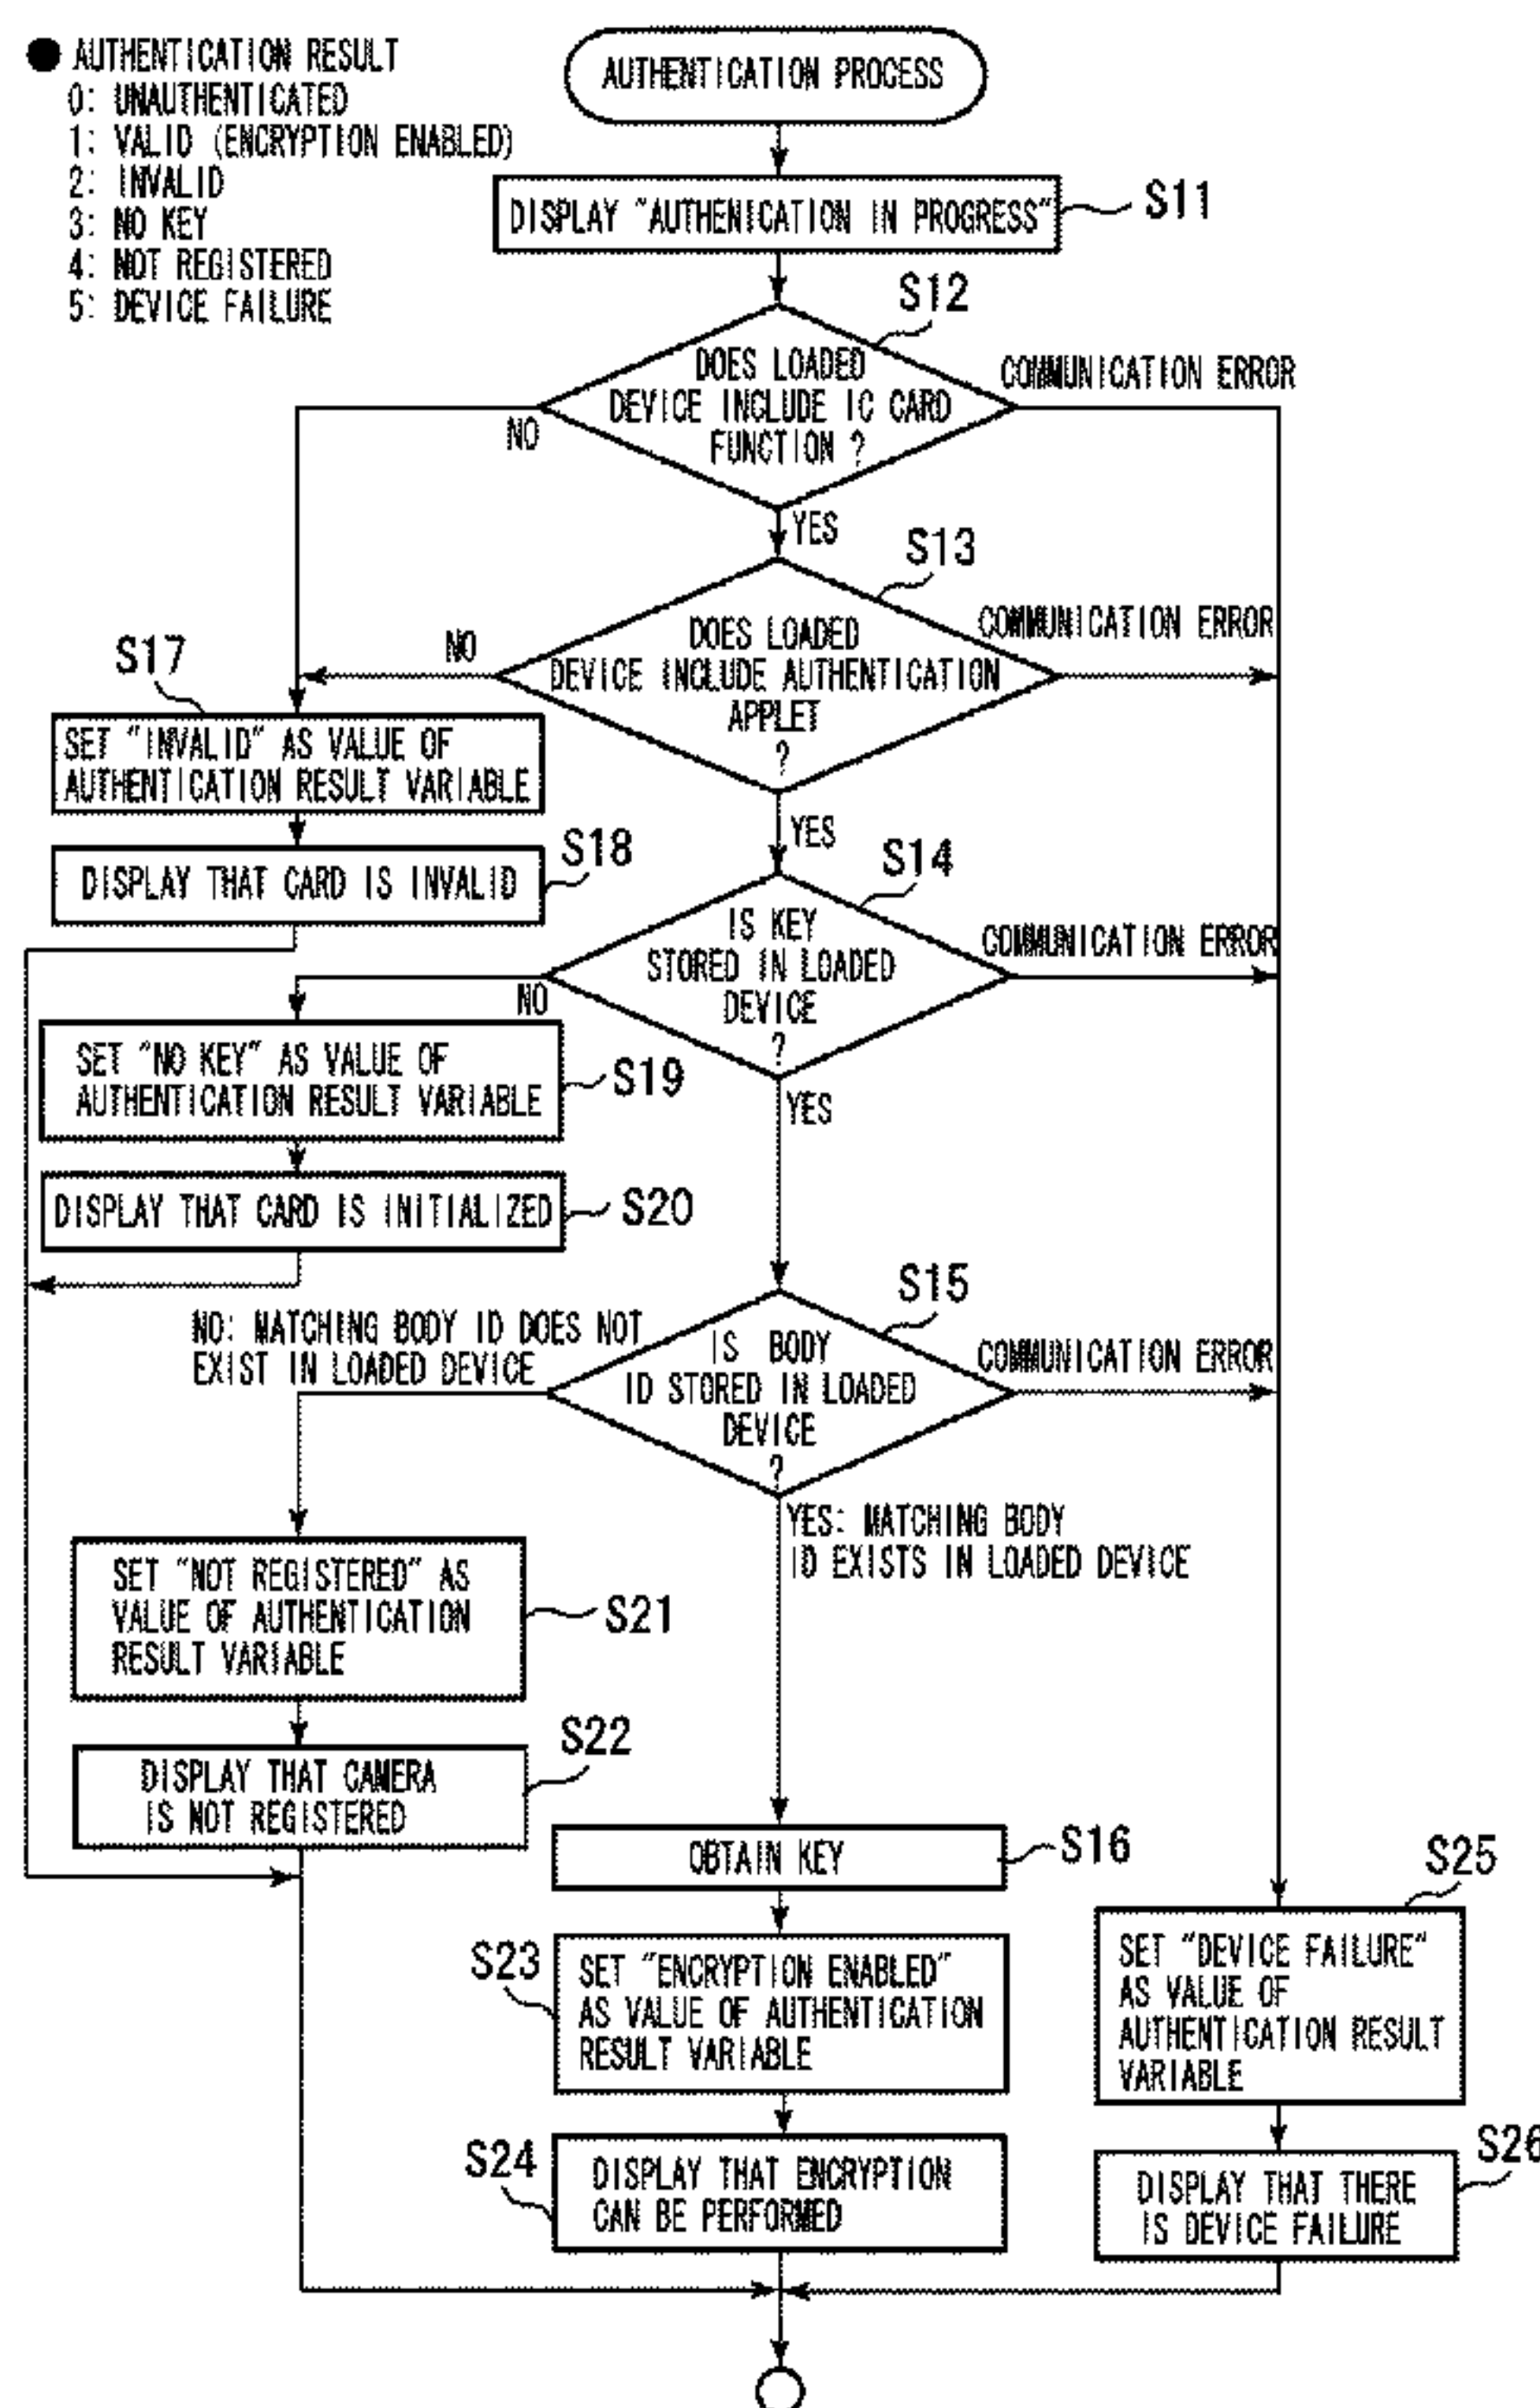 ● AUTHENTICATION RESULT
0: UNAUTHENTICATED
1: VALID (ENCRYPTION ENABLED)
2: INVALID
3: NO KEY
4: NOT REGISTERED
5: DEVICE FAILURE
AUTHENTICATION PROCESS
DISPLAY "AUTHENICATION IN PROGRESS"
S11
S12
DOES LOADED
DEVICE INCLUDE IC CARD
FUNCTION ?
COMMUNICATION ERROR
NO
YES
S13
DOES LOADED
DEVICE INCLUDE AUTHENTICATION
APPLET
?
COMMUNICATION ERROR
NO
YES
S17
SET "INVALID" AS VALUE OF
AUTHENTICATION RESULT VARIABLE
S18
DISPLAY THAT CARD IS INVALID
S14
IS KEY
STORED IN LOADED
DEVICE
?
COMMUNICATION ERROR
NO
YES
SET "NO KEY" AS VALUE OF
AUTHENTICATION RESULT VARIABLE
S19
DISPLAY THAT CARD IS INITIALIZED
S20
S15
IS BODY
ID STORED IN LOADED
DEVICE
?
COMMUNICATION ERROR
NO: MATCHING BODY ID DOES NOT
EXIST IN LOADED DEVICE
YES: MATCHING BODY
ID EXISTS IN LOADED DEVICE
SET "NOT REGISTERED" AS
VALUE OF AUTHENTICATION
RESULT VARIABLE
S21
S22
DISPLAY THAT CAMERA
IS NOT REGISTERED
OBTAIN KEY
S16
S23
SET "ENCRYPTION ENABLED"
AS VALUE OF AUTHENTICATION
RESULT VARIABLE
S24
DISPLAY THAT ENCRYPTION
CAN BE PERFORMED
S25
SET "DEVICE FAILURE"
AS VALUE OF
AUTHENTICATION RESULT
VARIABLE
S26
DISPLAY THAT THERE
IS DEVICE FAILURE